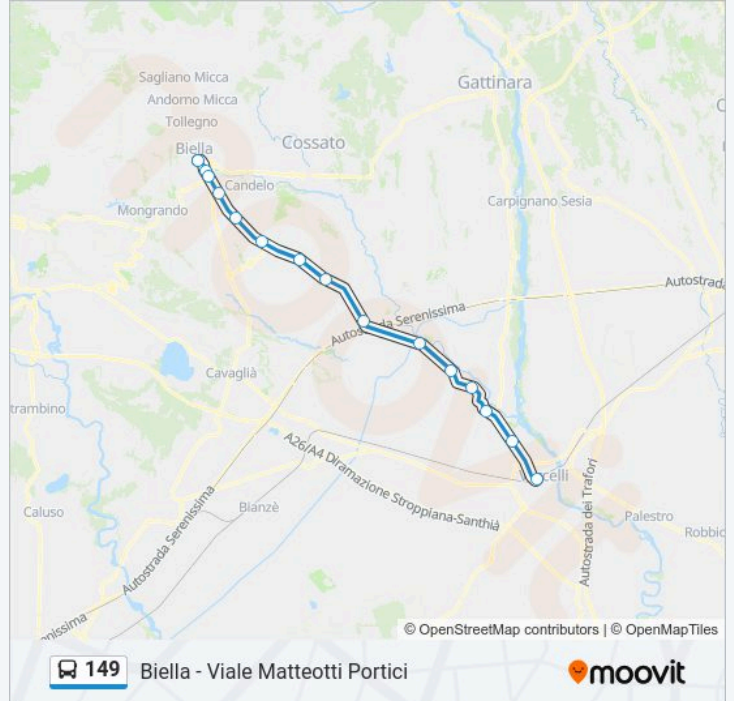 Sagliano Micca
Gattinara
Andorno Micca
Tollegno
Cossato
Biella
Candelo
Mongrando
Carpignano Sesia
Autostrada
Autostrada Serenissima
Cavaglià
trambino
A26/A4 Diramazione Stroppiana-Santhià
Caluso
Bianzè
Autostrada Serenissima
Autostrada dei Trafori
Palestro
Robbio
enissima
© OpenStreetMap contributors | © OpenMapTiles
149 Biella - Viale Matteotti Portici
moovit